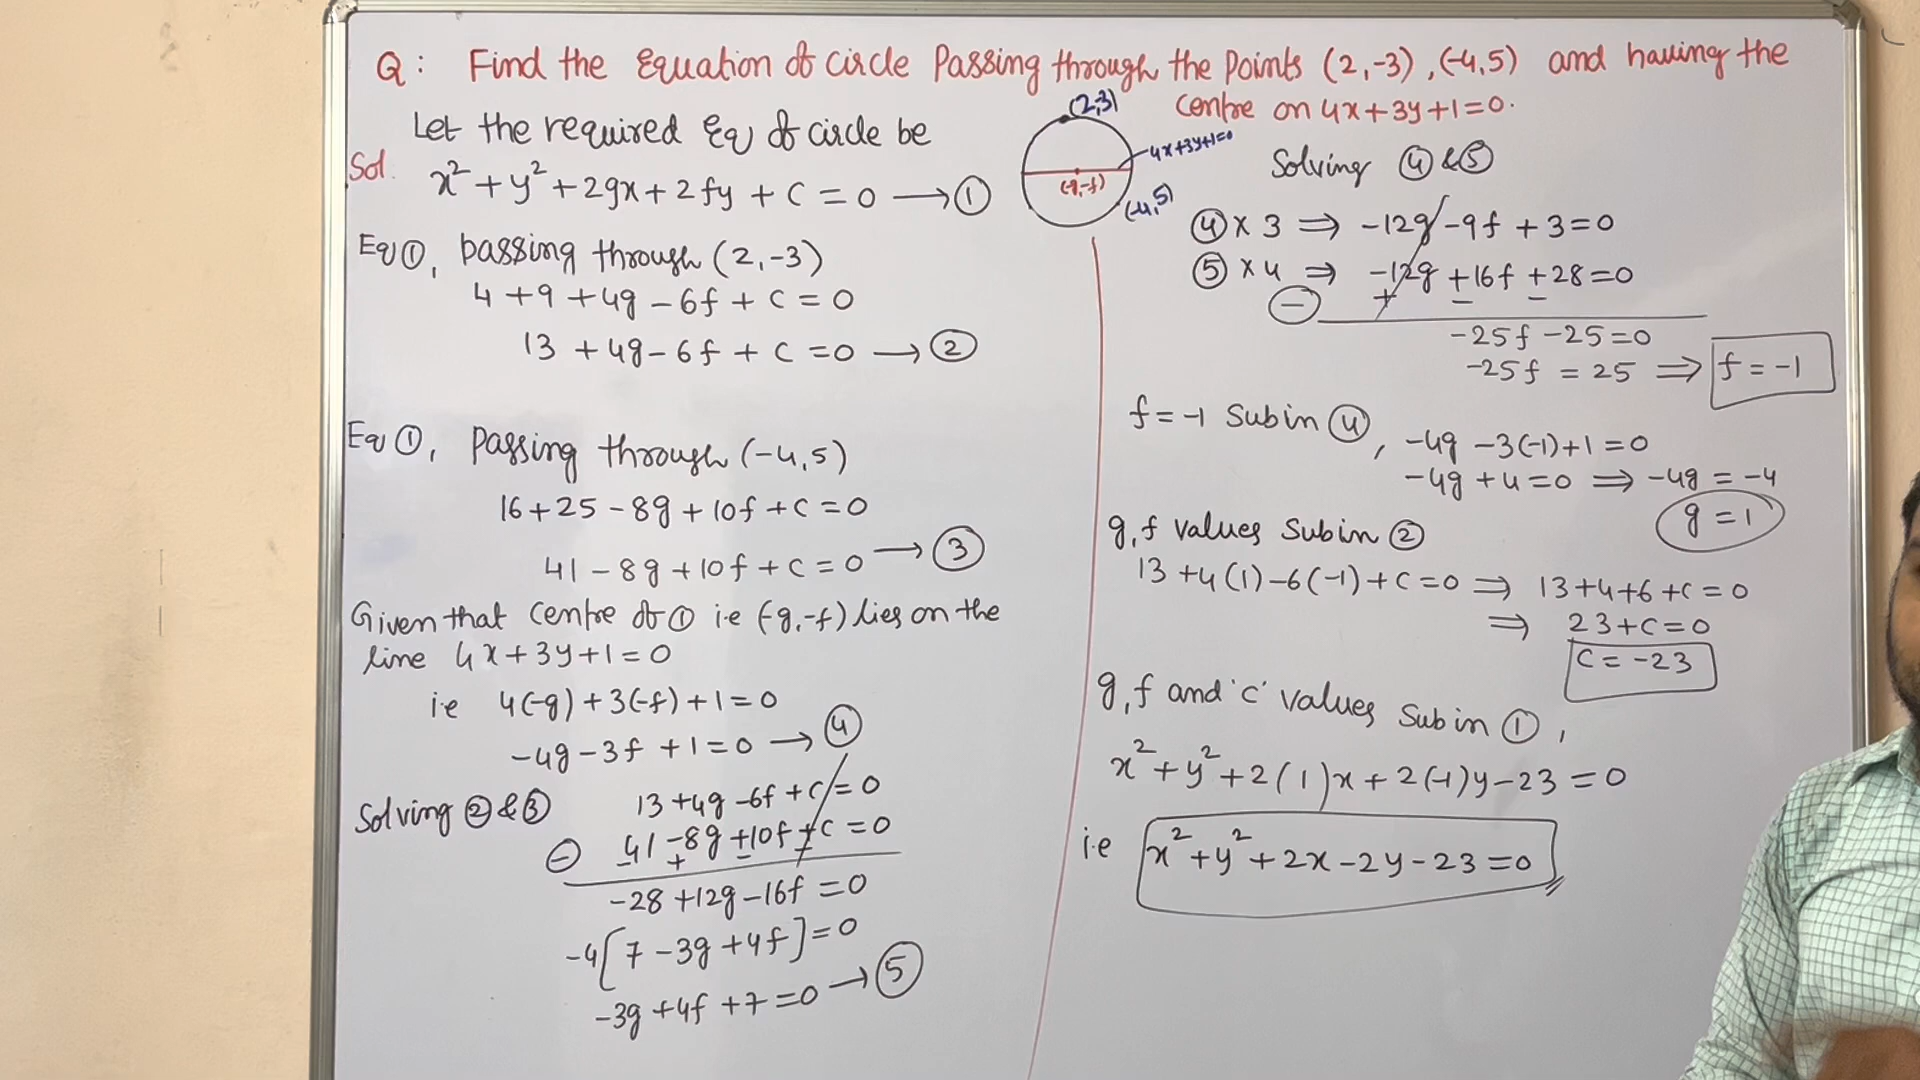 Q: Find the Equation of circle Passing through the Points (2,-3), (-4,5) and having the
centre on 4x+3y+1=0.
Sol. Let the required Eq of circle be
x²+y²+2gx+2fy+c=0 → ①
Eq ①, passing through (2,-3)
4+9+4g-6f+c=0
13+4g-6f+c=0 → ②
Eq ①, Passing through (-4,5)
16+25-8g+10f+c=0
41-8g+10f+c=0 → ③
Given that centre of ① i.e (-g,-f) lies on the
line 4x+3y+1=0
i.e 4(-g)+3(-f)+1=0
-4g-3f+1=0 → ④
Solving ② & ③ 13+4g-6f+c=0
⊖ 41-8g+10f+c=0
- + - -
-28+12g-16f=0
-4[7-3g+4f]=0
-3g+4f+7=0 → ⑤
(2,3)
4x+3y+1=0
(-g,-f)
(-4,5)
Solving ④ & ⑤
④ x 3 ⇒ -12g-9f+3=0
⑤ x 4 ⇒ -12g+16f+28=0
⊖ + - -
-25f-25=0
-25f=25 ⇒ f=-1
f=-1 Sub in ④, -4g-3(-1)+1=0
-4g+4=0 ⇒ -4g=-4
g=1
g,f values Sub in ②
13+4(1)-6(-1)+c=0 ⇒ 13+4+6+c=0
⇒ 23+c=0
c=-23
g,f and 'c' values Sub in ①,
x²+y²+2(1)x+2(-1)y-23=0
i.e x²+y²+2x-2y-23=0